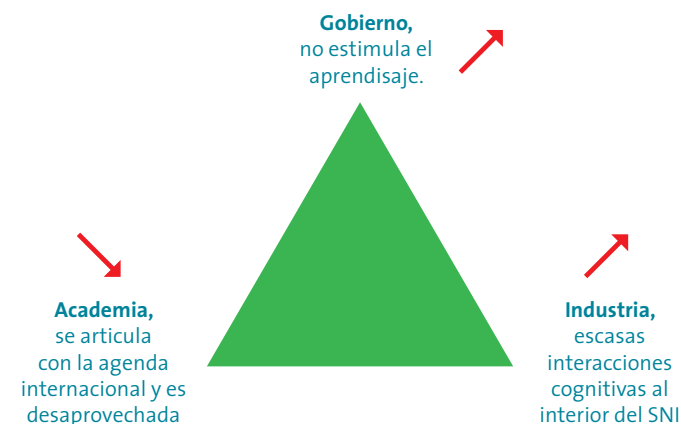 Gobierno,
no estimula el
aprendisaje.
Academia,
se articula
con la agenda
internacional y es
desaprovechada
Industria,
escasas
interacciones
cognitivas al
interior del SNI